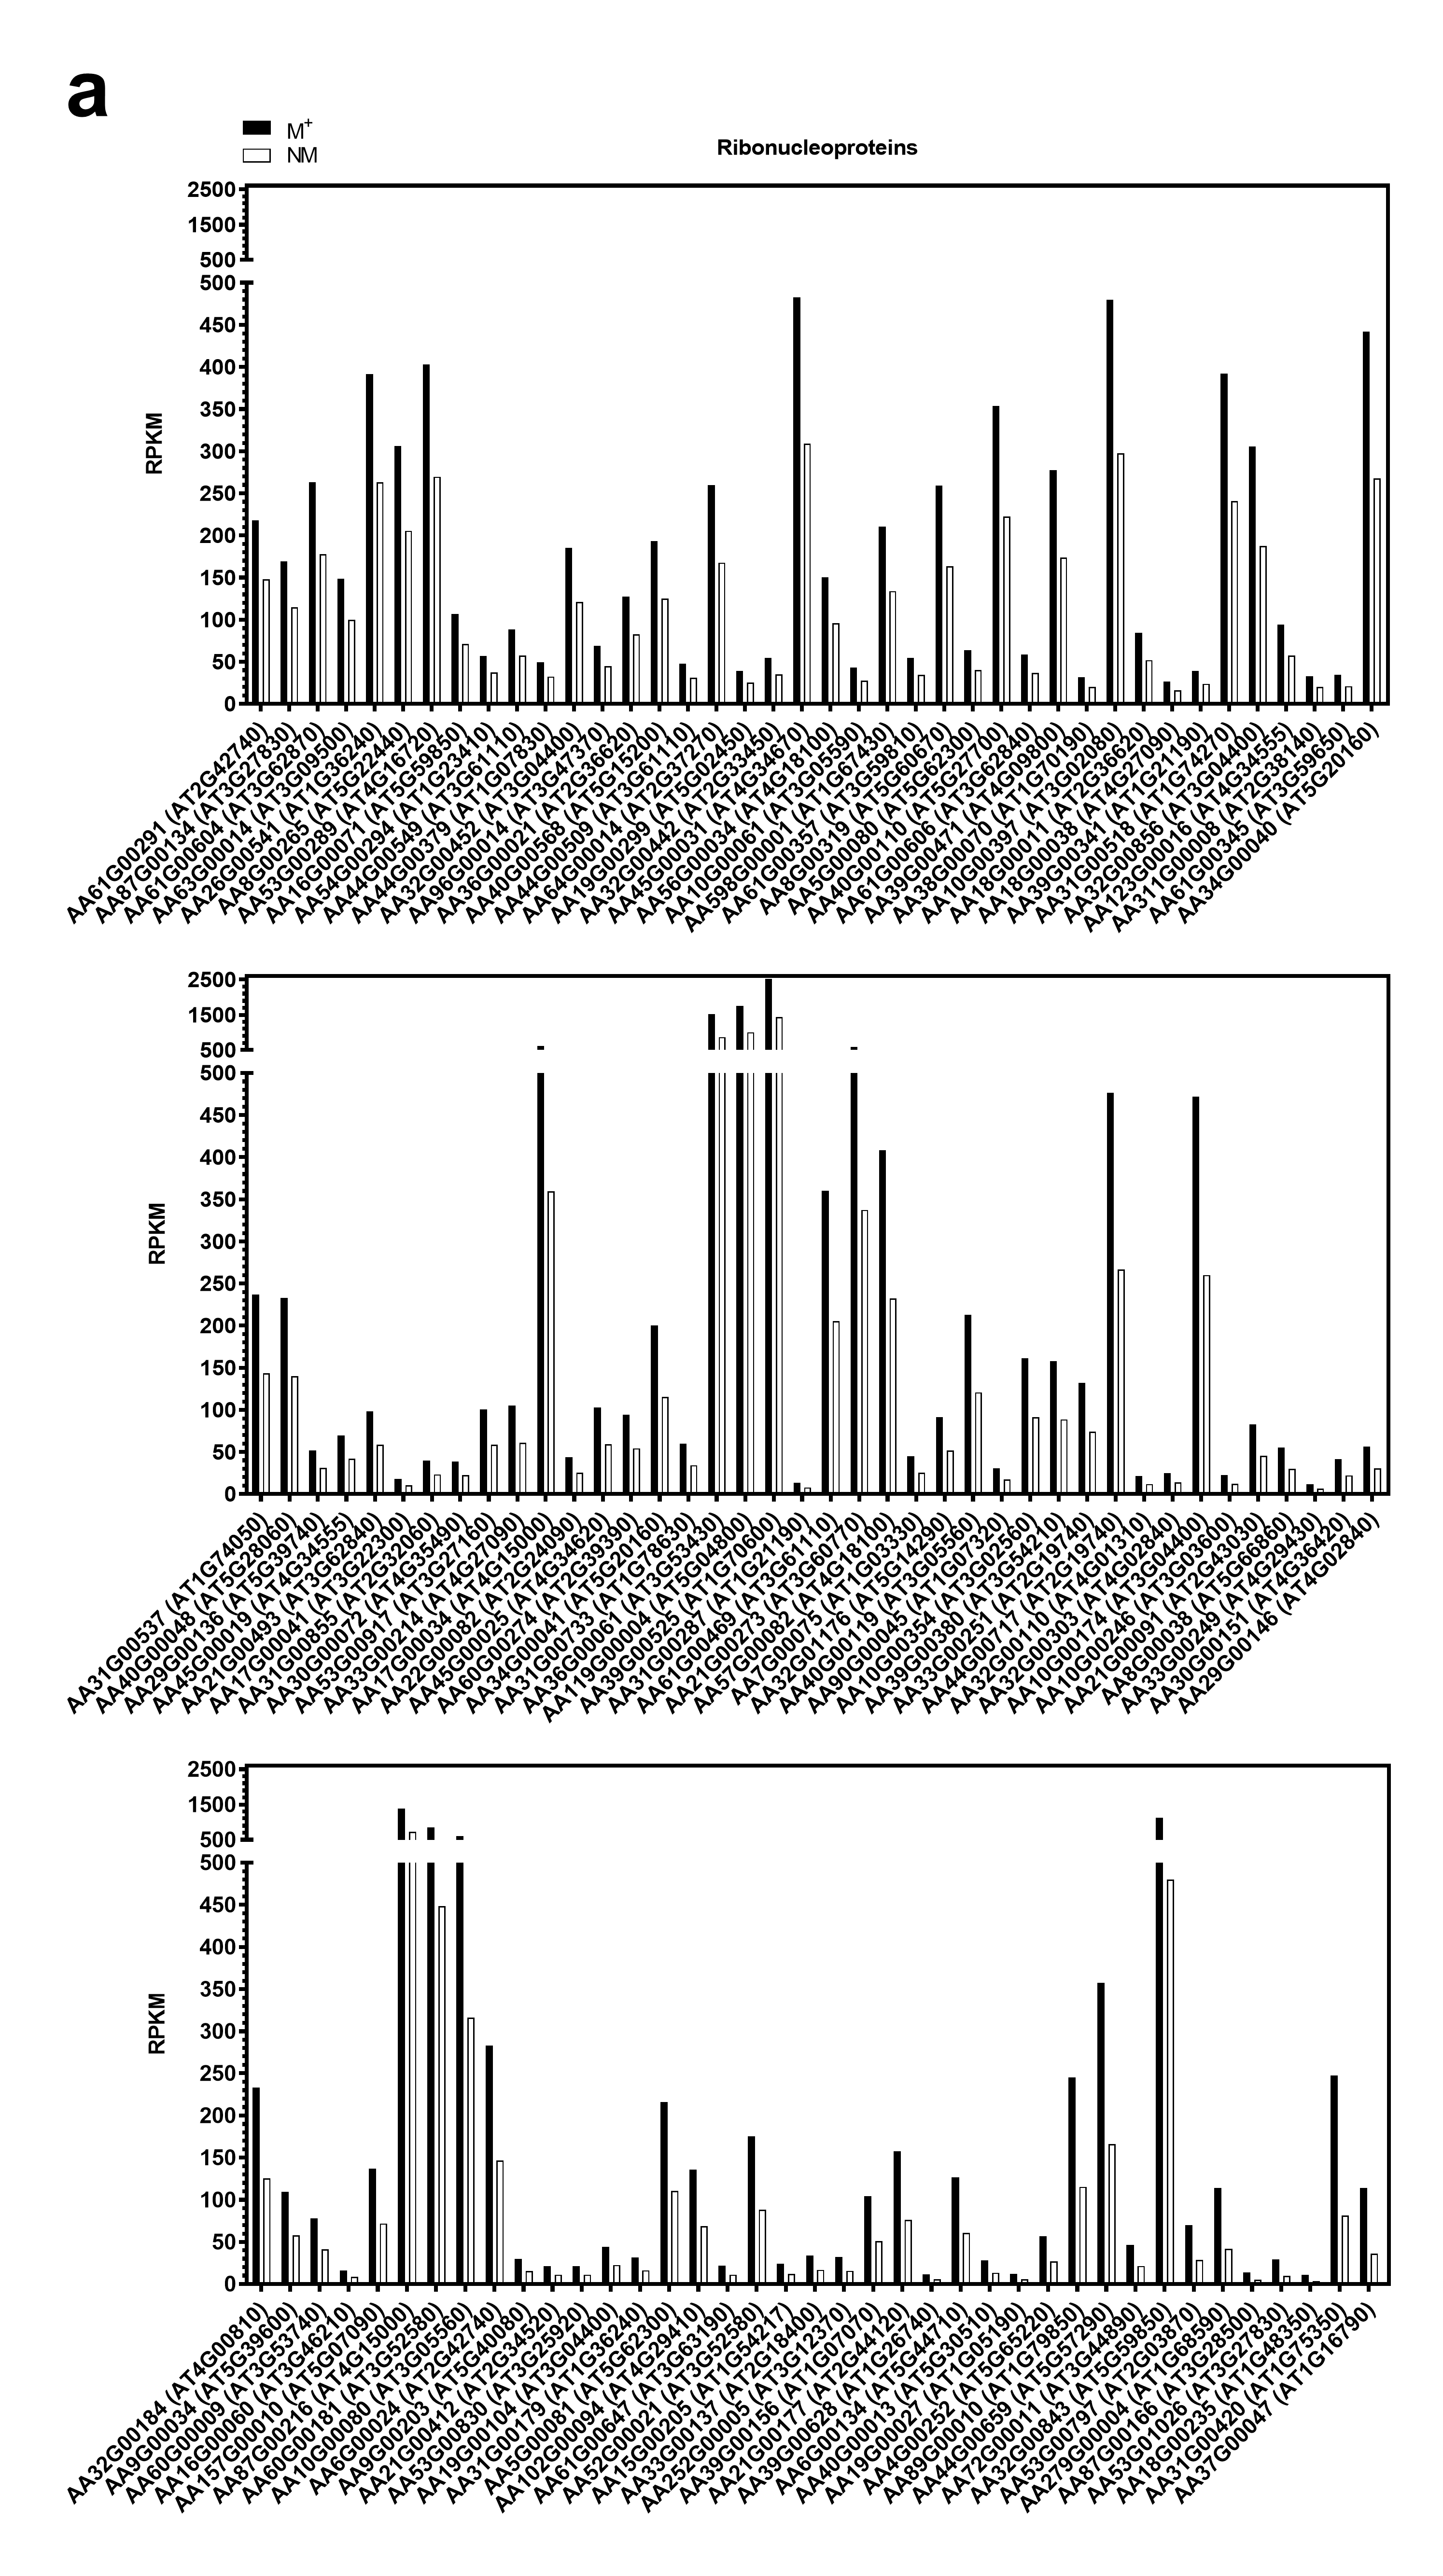 a
M+
NM
Ribonucleoproteins
2500
1500
500
500
450
400
350
300
250
200
150
100
50
0
RPKM
AA61G00291 (AT2G42740)
AA87G00134 (AT3G27830)
AA61G00604 (AT3G62870)
AA63G00014 (AT3G09500)
AA26G00541 (AT1G36240)
AA8G00265 (AT5G22440)
AA53G00289 (AT4G16720)
AA16G00071 (AT5G59850)
AA54G00294 (AT1G23410)
AA44G00549 (AT3G61110)
AA44G00379 (AT1G07830)
AA32G00452 (AT3G04400)
AA96G00014 (AT3G47370)
AA36G00021 (AT2G36620)
AA40G00568 (AT5G15200)
AA44G00509 (AT3G61110)
AA64G00014 (AT2G37270)
AA19G00299 (AT5G02450)
AA32G00442 (AT2G33450)
AA45G00031 (AT4G34670)
AA56G00034 (AT4G18100)
AA10G00061 (AT3G05590)
AA598G00001 (AT1G67430)
AA61G00357 (AT3G59810)
AA8G00319 (AT5G60670)
AA5G00080 (AT5G62300)
AA40G00110 (AT5G27700)
AA61G00606 (AT3G62840)
AA39G00471 (AT4G09800)
AA38G00070 (AT1G70190)
AA10G00397 (AT3G02080)
AA18G00011 (AT2G36620)
AA18G00038 (AT4G27090)
AA39G00341 (AT1G21190)
AA31G00518 (AT1G74270)
AA32G00856 (AT3G04400)
AA123G00016 (AT4G34555)
AA311G00008 (AT2G38140)
AA61G00345 (AT3G59650)
AA34G00040 (AT5G20160)
2500
1500
500
500
450
400
350
300
250
200
150
100
50
0
RPKM
AA31G00537 (AT1G74050)
AA40G00048 (AT5G28060)
AA29G00136 (AT5G39740)
AA45G00019 (AT4G34555)
AA21G00493 (AT3G62840)
AA17G00041 (AT3G22300)
AA31G00855 (AT2G32060)
AA30G00072 (AT4G35490)
AA53G00917 (AT3G27160)
AA33G00214 (AT4G27090)
AA17G00034 (AT4G15000)
AA22G00082 (AT2G24090)
AA45G00025 (AT4G34620)
AA60G00274 (AT2G39390)
AA34G00041 (AT5G20160)
AA31G00733 (AT1G78630)
AA36G00061 (AT3G53430)
AA119G00004 (AT5G04800)
AA39G00525 (AT1G70600)
AA31G00287 (AT1G21190)
AA61G00469 (AT3G61110)
AA21G00273 (AT3G60770)
AA57G00082 (AT4G18100)
AA7G00075 (AT1G03330)
AA32G01176 (AT5G14290)
AA40G00119 (AT3G05560)
AA90G00045 (AT1G07320)
AA10G00354 (AT3G02560)
AA39G00380 (AT3G54210)
AA33G00251 (AT2G19740)
AA44G00717 (AT2G19740)
AA32G00110 (AT4G01310)
AA32G00303 (AT4G02840)
AA10G00174 (AT3G04400)
AA10G00246 (AT3G03600)
AA21G00091 (AT2G24030)
AA8G00038 (AT5G66860)
AA33G00249 (AT4G29430)
AA30G00151 (AT4G36420)
AA29G00146 (AT4G02840)
2500
1500
500
500
450
400
350
300
250
200
150
100
50
0
RPKM
AA32G00184 (AT4G00810)
AA9G00034 (AT5G39600)
AA60G00009 (AT3G53740)
AA16G00060 (AT3G46210)
AA157G00010 (AT5G07090)
AA87G00216 (AT4G15000)
AA60G00181 (AT3G52580)
AA10G00080 (AT3G05560)
AA6G00024 (AT2G42740)
AA9G00203 (AT5G40080)
AA21G00412 (AT2G34520)
AA53G00830 (AT3G25920)
AA19G00104 (AT3G04400)
AA31G00179 (AT1G36240)
AA5G00081 (AT5G62300)
AA102G00094 (AT4G29410)
AA61G00647 (AT3G63190)
AA52G00021 (AT3G52580)
AA15G00205 (AT1G54217)
AA33G00137 (AT2G18400)
AA252G00005 (AT3G12370)
AA39G00156 (AT1G07070)
AA21G00177 (AT2G44120)
AA39G00628 (AT1G26740)
AA6G00134 (AT5G44710)
AA40G00013 (AT5G30510)
AA19G00027 (AT1G05190)
AA4G00252 (AT5G65220)
AA89G00010 (AT1G79850)
AA44G00659 (AT5G57290)
AA72G00011 (AT3G44890)
AA32G00843 (AT5G59850)
AA53G00797 (AT2G03870)
AA279G00004 (AT1G68590)
AA87G00166 (AT3G28500)
AA53G01026 (AT3G27830)
AA18G00235 (AT1G48350)
AA31G00420 (AT1G75350)
AA37G00047 (AT1G16790)